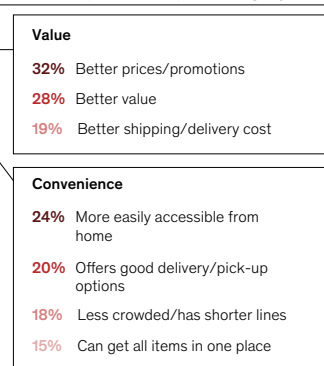 Value
32% Better prices/promotions
28% Better value
19% Better shipping/delivery cost
Convenience
24% More easily accessible from
home
20% Offers good delivery/pick-up
options
18% Less crowded/has shorter lines
15% Can get all items in one place